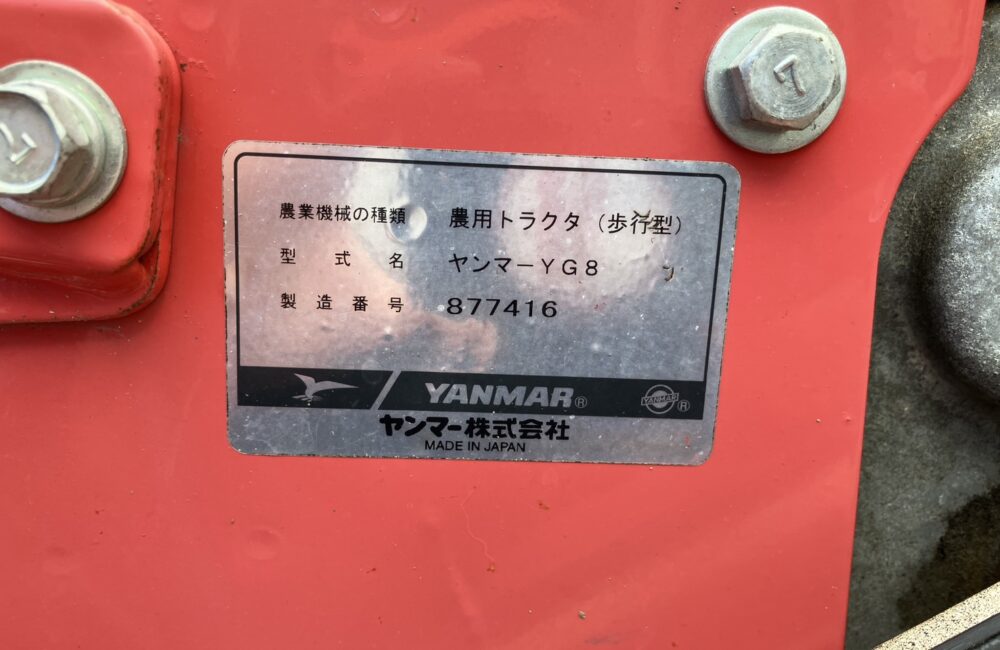 農業機械の種類 農用トラクタ（歩行型）
型式名 ヤンマーYG8
製造番号 877416
YANMAR® YANMAR®
ヤンマー株式会社
MADE IN JAPAN
7